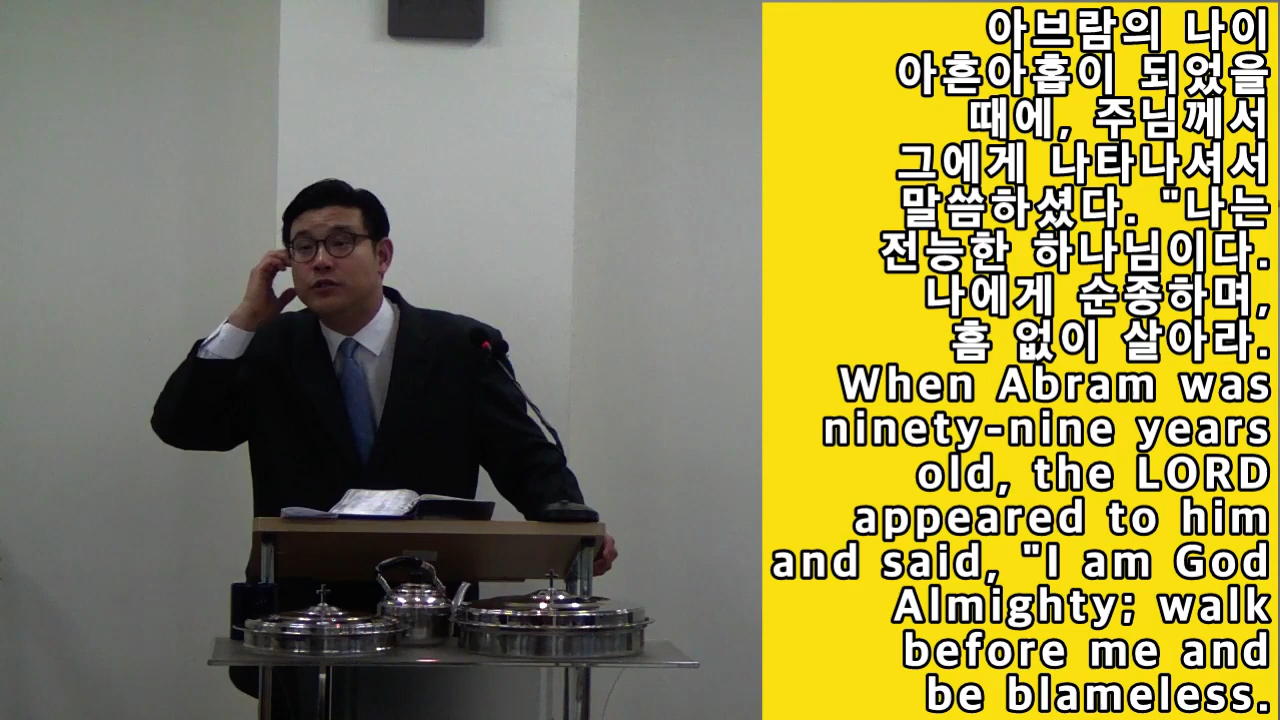 아브람의 나이
아흔아홉이 되었을
때에, 주님께서
그에게 나타나셔서
말씀하셨다. "나는
전능한 하나님이다.
나에게 순종하며,
흠 없이 살아라.
When Abram was
ninety-nine years
old, the LORD
appeared to him
and said, "I am God
Almighty; walk
before me and
be blameless.